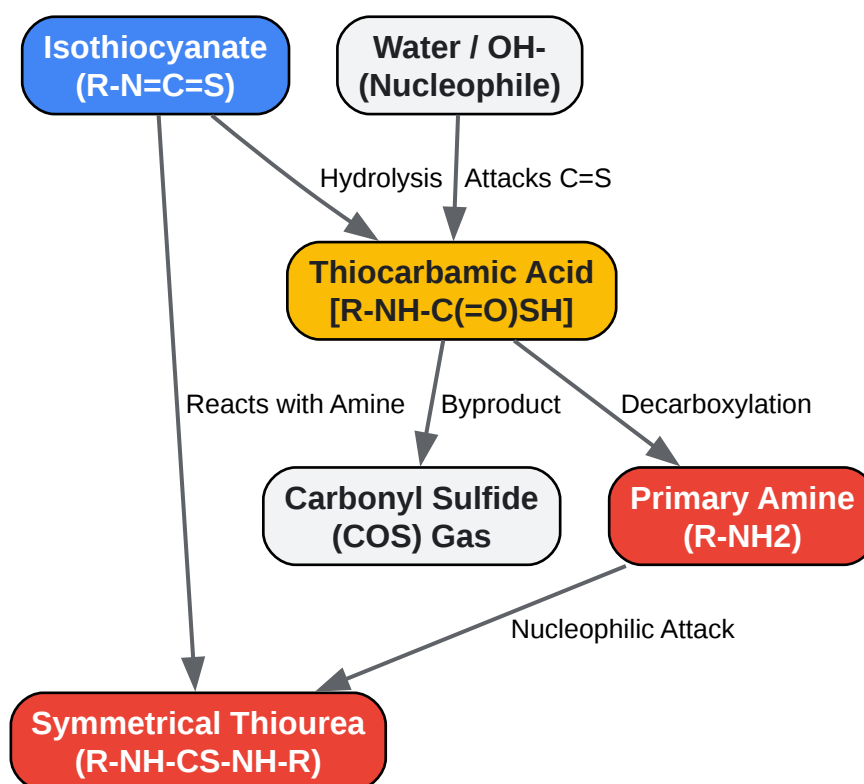 Isothiocyanate
(R-N=C=S)
Water / OH-
(Nucleophile)
Hydrolysis
Attacks C=S
Thiocarbamic Acid
[R-NH-C(=O)SH]
Reacts with Amine
Byproduct
Decarboxylation
Carbonyl Sulfide
(COS) Gas
Primary Amine
(R-NH2)
Nucleophilic Attack
Symmetrical Thiourea
(R-NH-CS-NH-R)